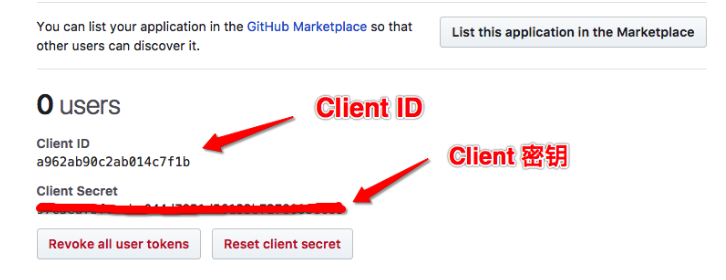 You can list your application in the GitHub Marketplace so that
other users can discover it.
List this application in the Marketplace
0 users
Client ID
Client ID
a962ab90c2ab014c7f1b
Client 密钥
Client Secret
Revoke all user tokens
Reset client secret